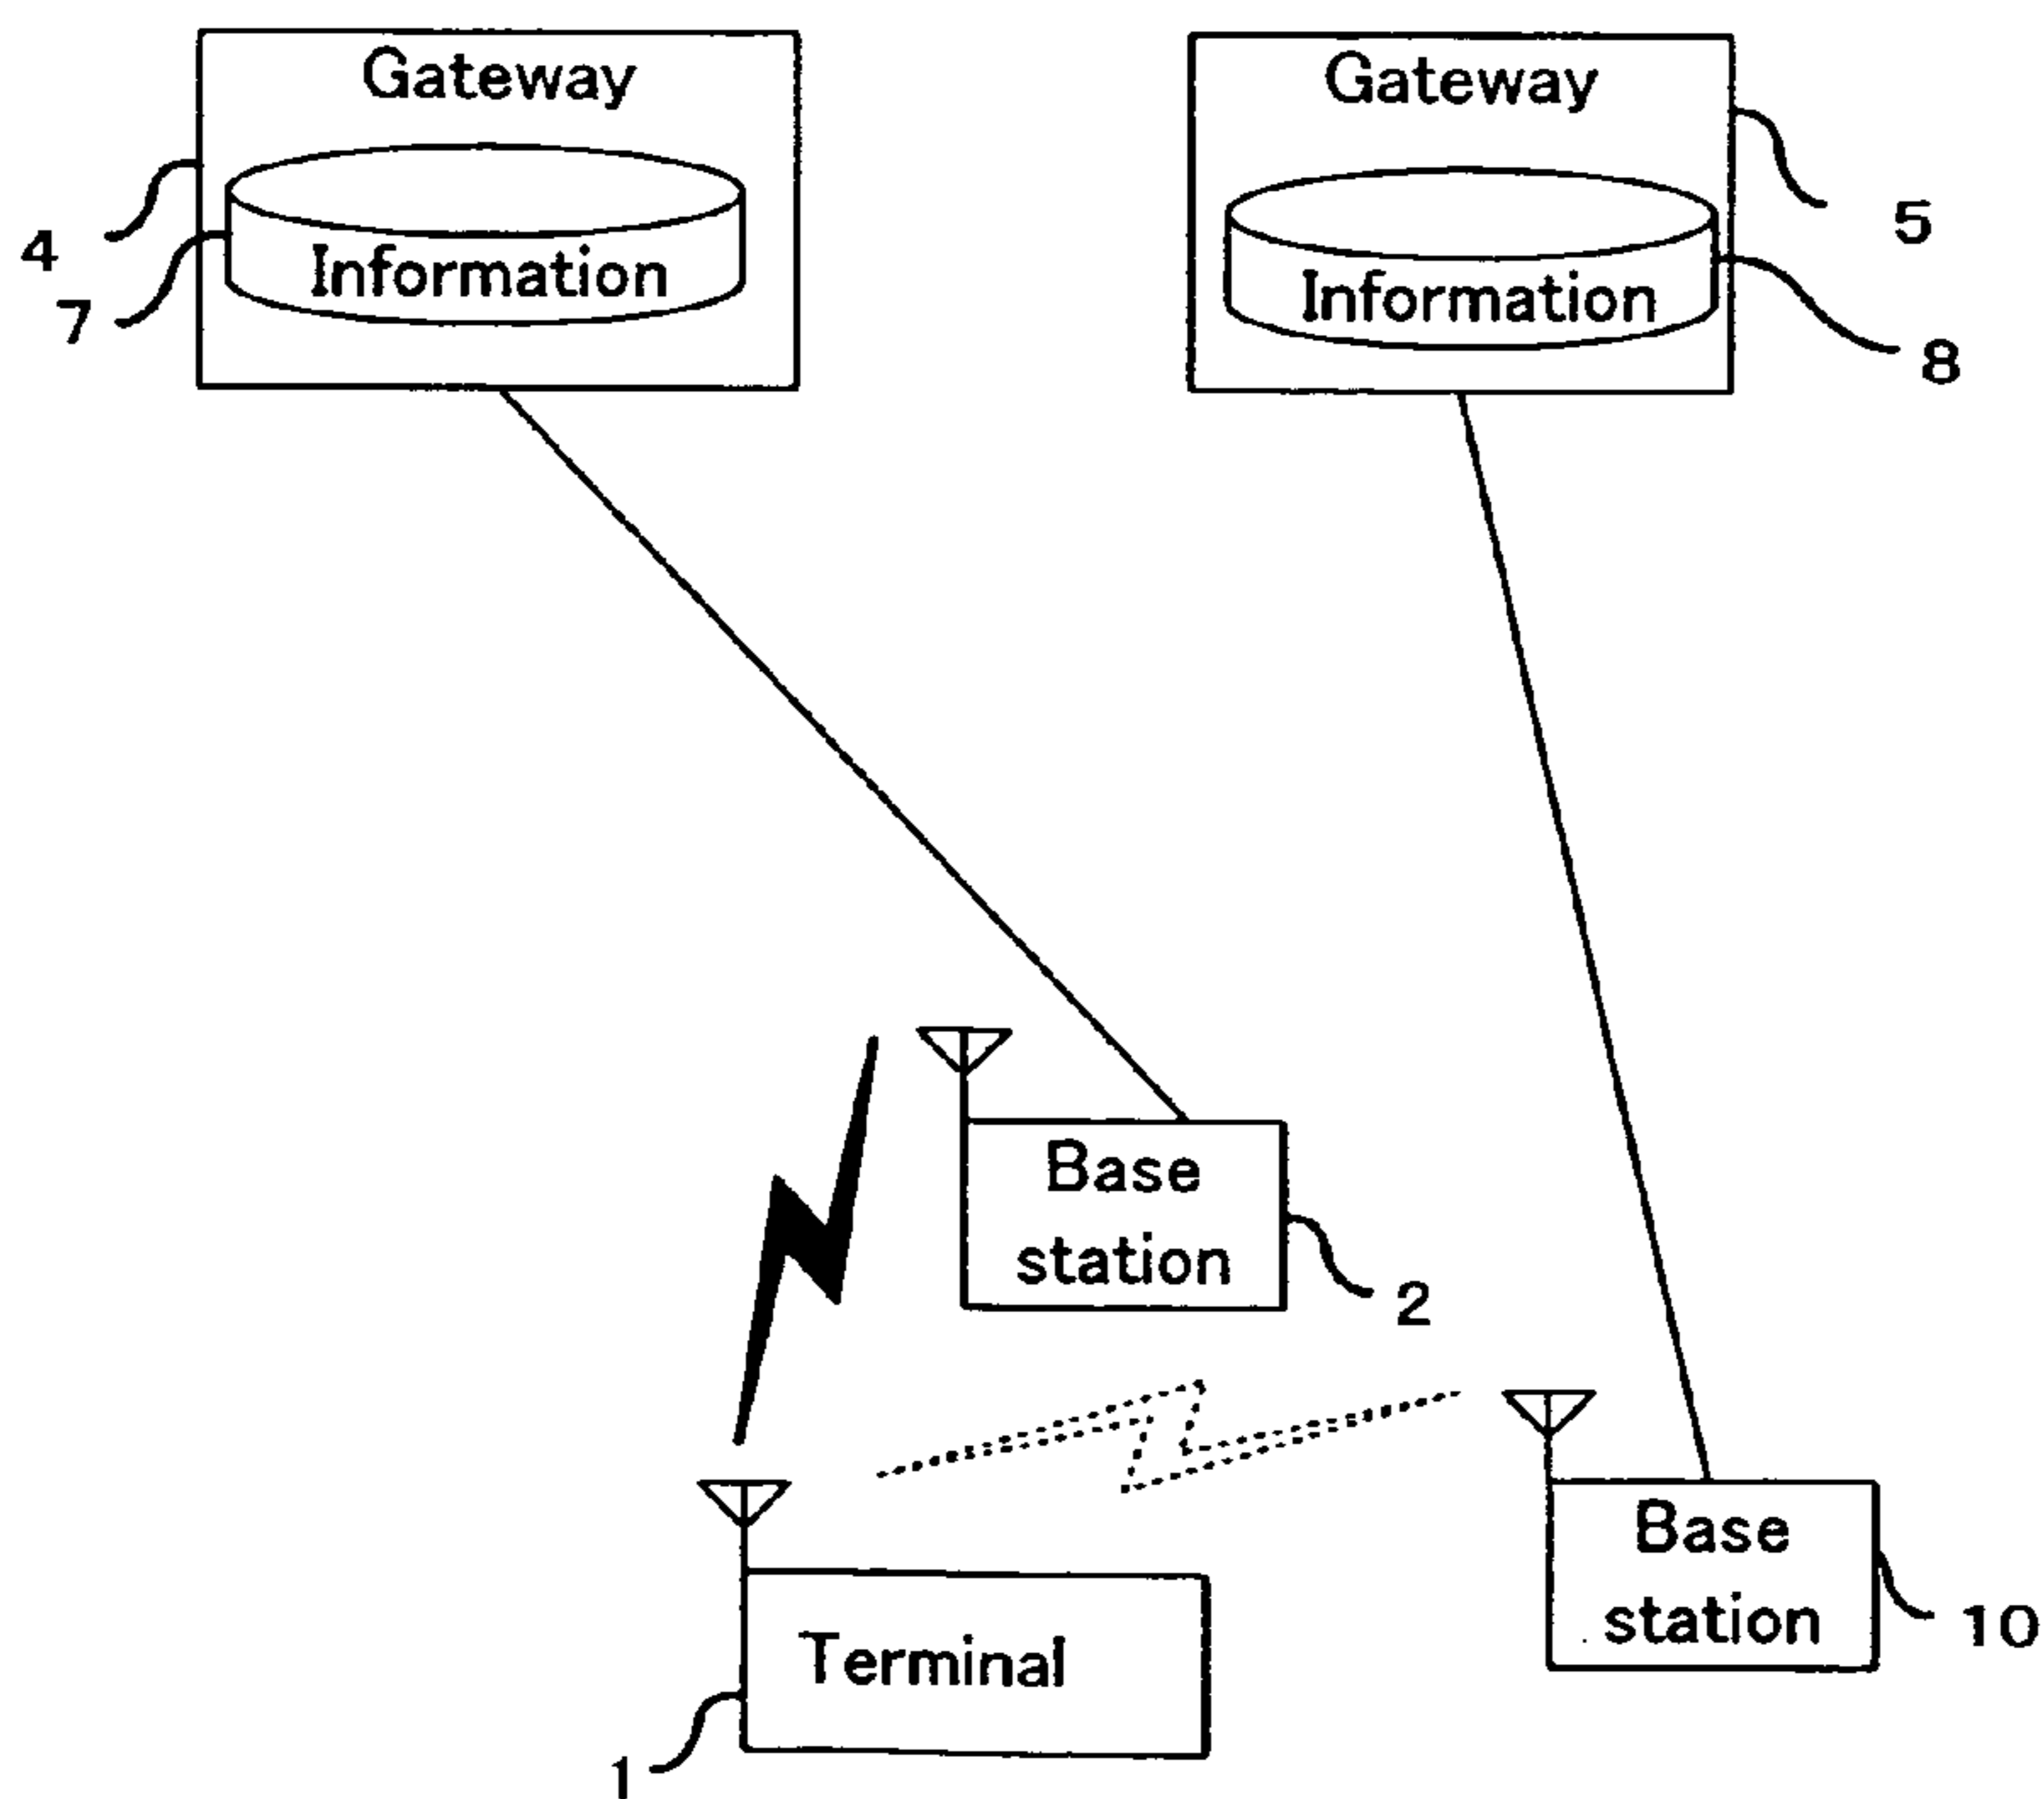 Gateway
Information
4
7
Gateway
Information
5
8
Base
station
2
Base
station
10
Terminal
1